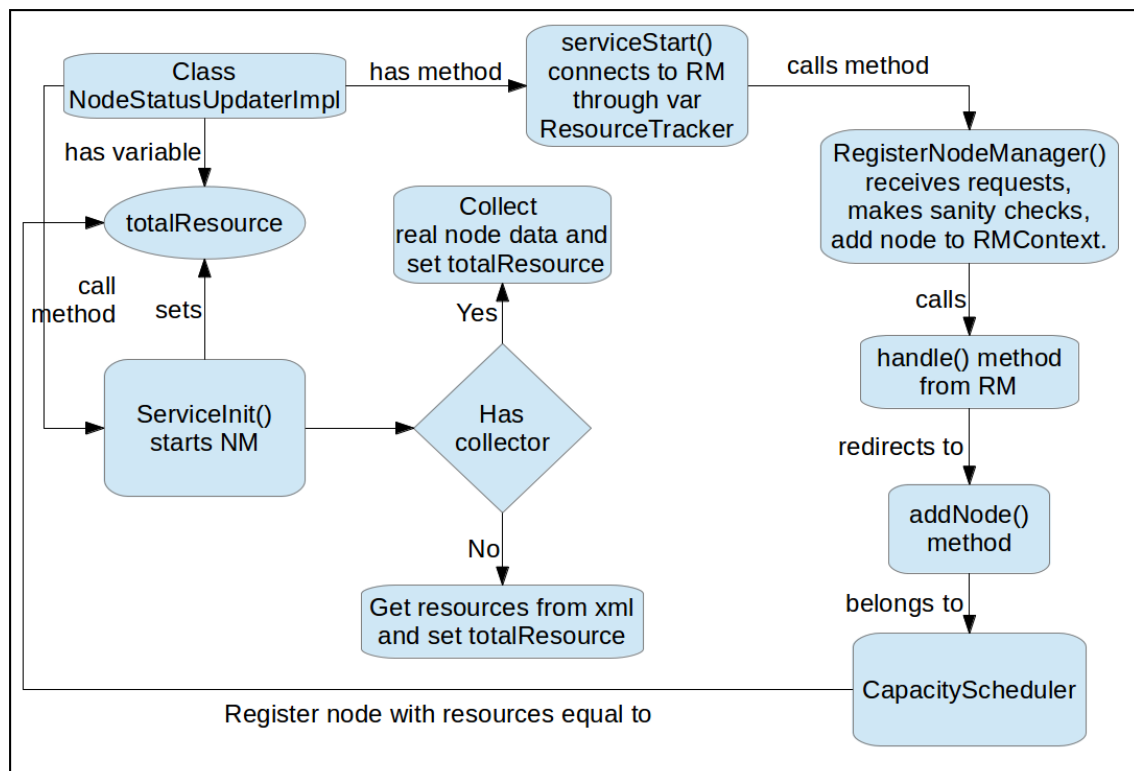 Class
NodeStatusUpdaterImpl
has method
serviceStart()
connects to RM
through var
ResourceTracker
calls method
RegisterNodeManager()
receives requests,
makes sanity checks,
add node to RMContext.
has variable
totalResource
Collect
real node data and
set totalResource
call
method
sets
Yes
calls
handle() method
from RM
ServiceInit()
starts NM
Has
collector
redirects to
addNode()
method
No
Get resources from xml
and set totalResource
belongs to
CapacityScheduler
Register node with resources equal to